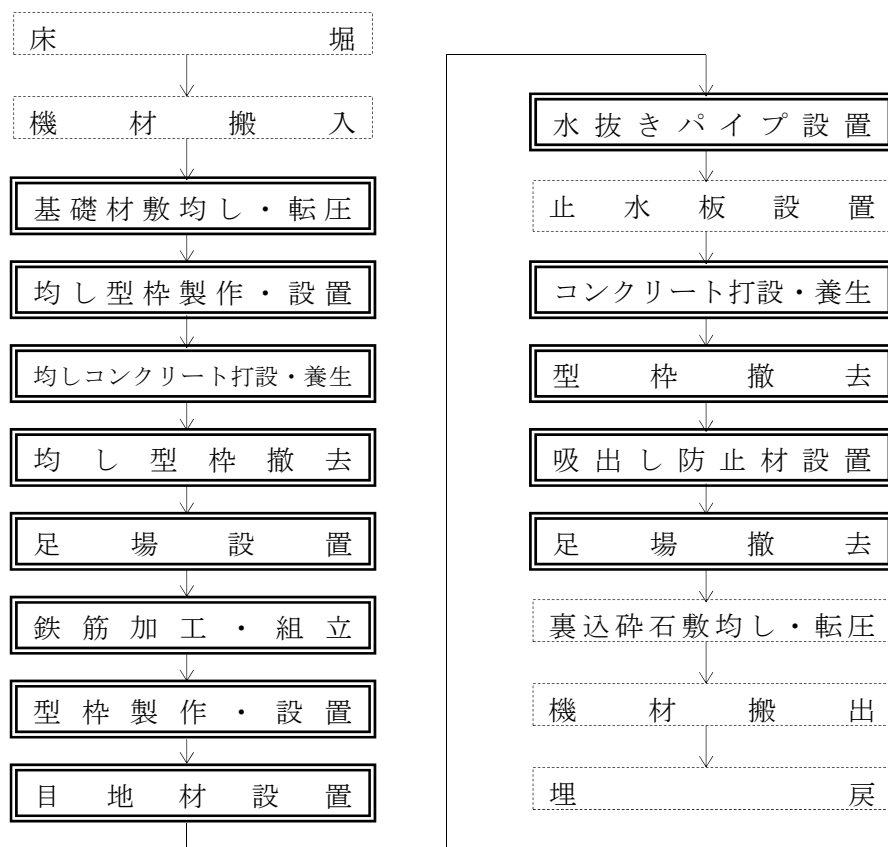 床堀
機材搬入
基礎材敷均し・転圧
均し型枠製作・設置
均しコンクリート打設・養生
均し型枠撤去
足場設置
鉄筋加工・組立
型枠製作・設置
目地材設置
水抜きパイプ設置
止水板設置
コンクリート打設・養生
型枠撤去
吸出し防止材設置
足場撤去
裏込砕石敷均し・転圧
機材搬出
埋戻